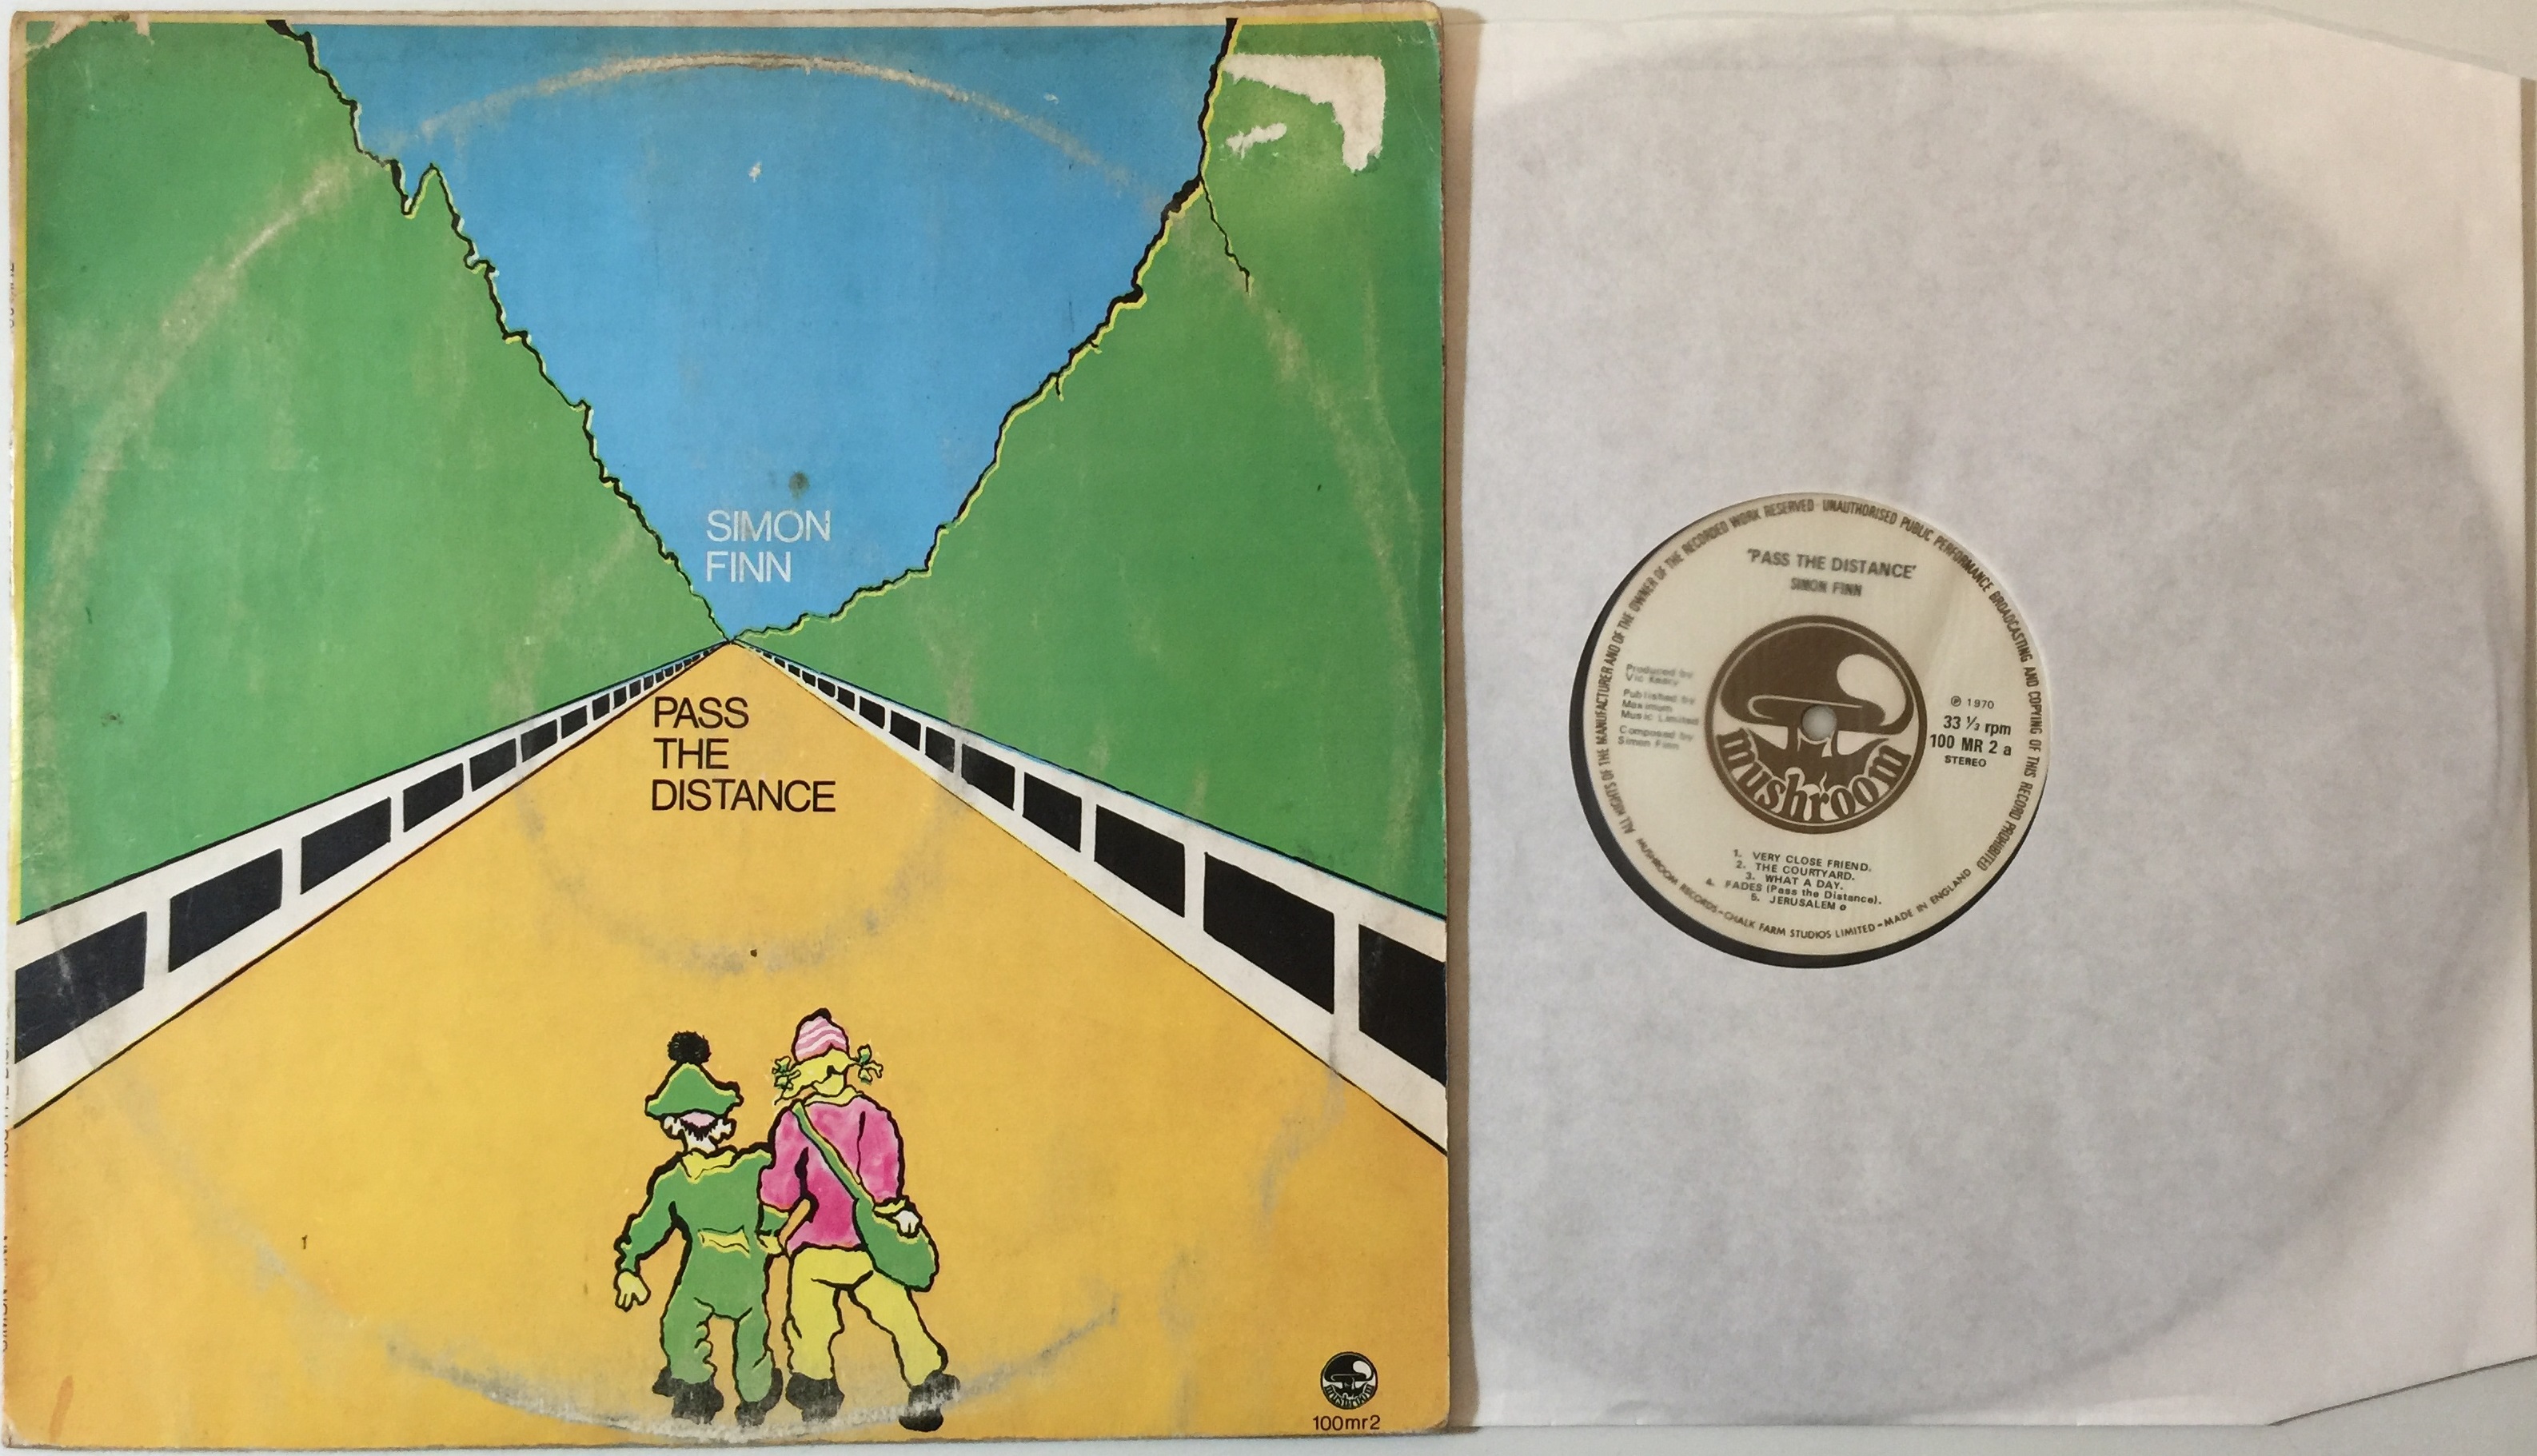 SIMON
FINN
PASS
THE
DISTANCE
mushroom
100mr2
ALL RIGHTS OF THE MANUFACTURER AND OF THE OWNER OF THE RECORDED WORK RESERVED · UNAUTHORISED PUBLIC PERFORMANCE BROADCASTING AND COPYING OF THIS RECORD PROHIBITED
'PASS THE DISTANCE'
SIMON FINN
Produced by
Vic Keary
Published by
Maximum
Music Limited
Composed by
Simon Finn
mushroom
℗ 1970
33 ⅓ rpm
100 MR 2 a
STEREO
1. VERY CLOSE FRIEND.
2. THE COURTYARD.
3. WHAT A DAY.
4. FADES (Pass the Distance).
5. JERUSALEM
MUSHROOM RECORDS – CHALK FARM STUDIOS LIMITED – MADE IN ENGLAND